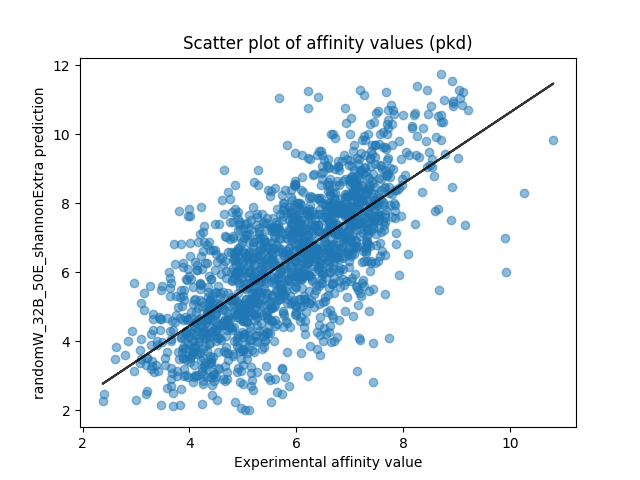 Scatter plot of affinity values (pkd)
randomW_32B_50E_shannonExtra prediction
12
10
8
6
4
2
2 4 6 8 10
Experimental affinity value